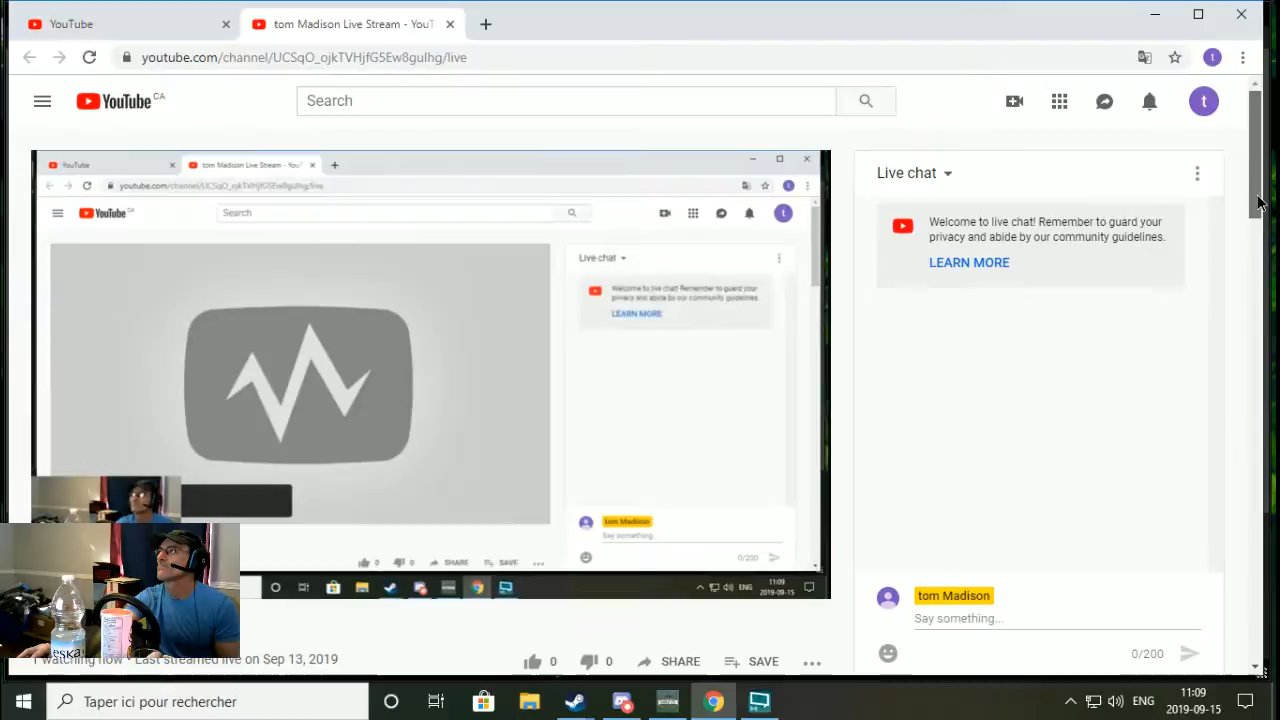 YouTube
tom Madison Live Stream - YouT
youtube.com/channel/UCSqO_ojkTVHjfG5Ew8gulhg/live
YouTube CA
Search
YouTube
tom Madison Live Stream - YouT
youtube.com/channel/UCSqO_ojkTVHjfG5Ew8gulhg/live
YouTube
Search
t
Live chat
Welcome to live chat! Remember to guard your
privacy and abide by our community guidelines.
LEARN MORE
tom Madison
Say something...
0/200
0
0
SHARE
SAVE
ENG
11:09
2019-09-15
t
t
Live chat
Welcome to live chat! Remember to guard your
privacy and abide by our community guidelines.
LEARN MORE
tom Madison
Say something...
0/200
ESKA
1 watching now • Last streamed live on Sep 13, 2019
0
0
SHARE
SAVE
Taper ici pour rechercher
ENG
11:09
2019-09-15